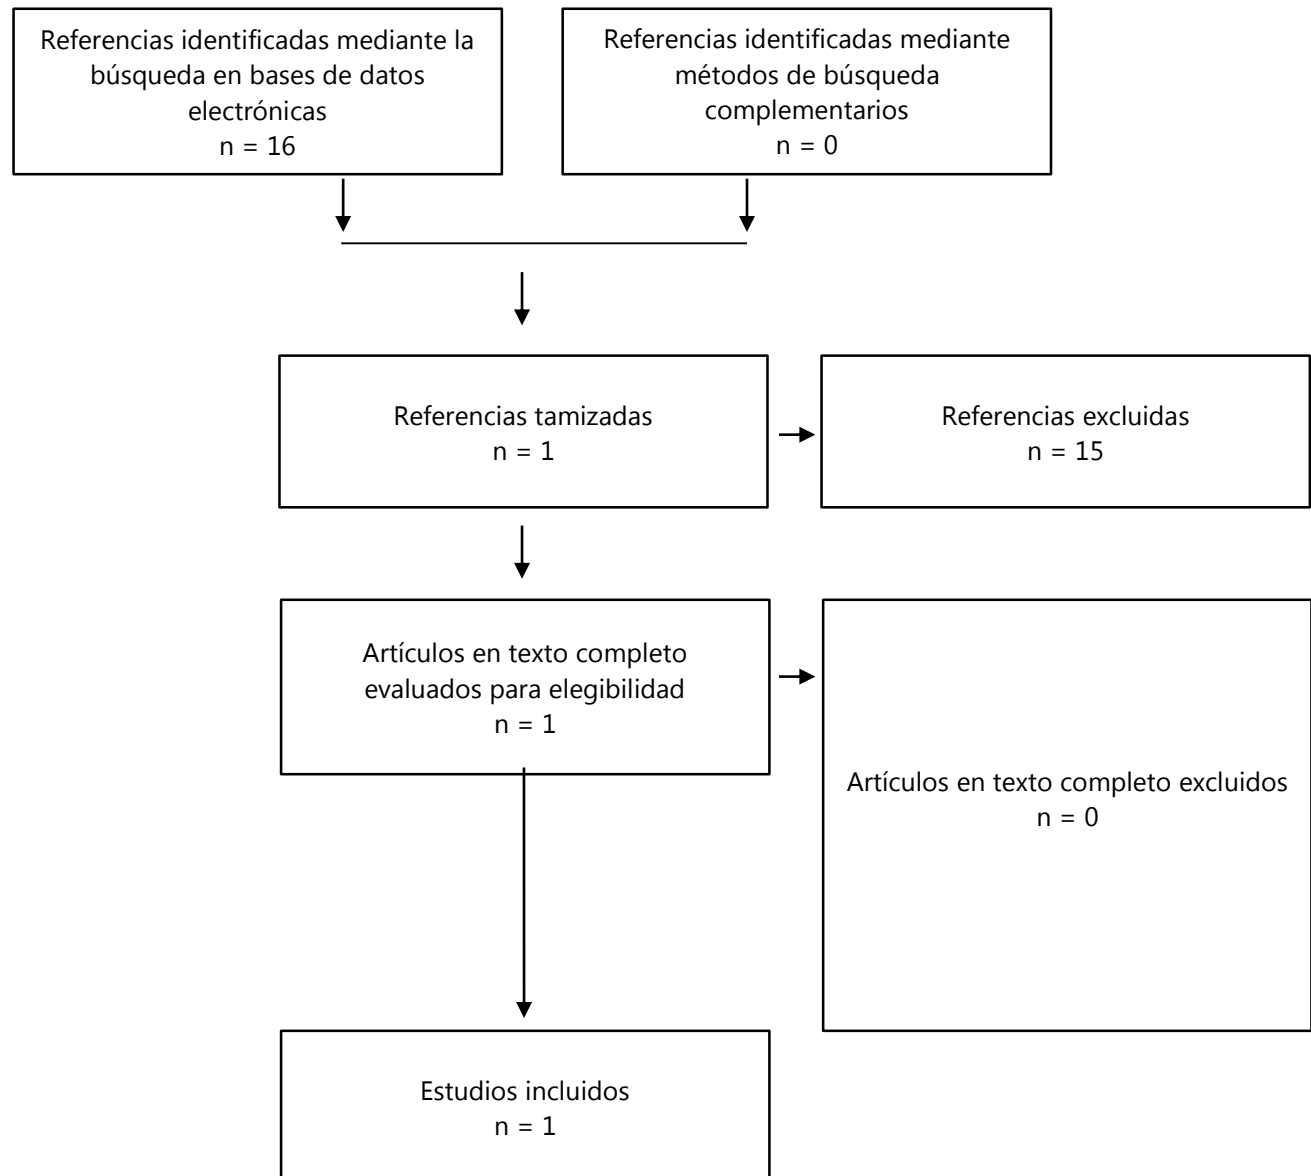 Referencias identificadas mediante la
búsqueda en bases de datos
electrónicas
n = 16
Referencias identificadas mediante
métodos de búsqueda
complementarios
n = 0
Referencias tamizadas
n = 1
Referencias excluidas
n = 15
Artículos en texto completo
evaluados para elegibilidad
n = 1
Artículos en texto completo excluidos
n = 0
Estudios incluidos
n = 1